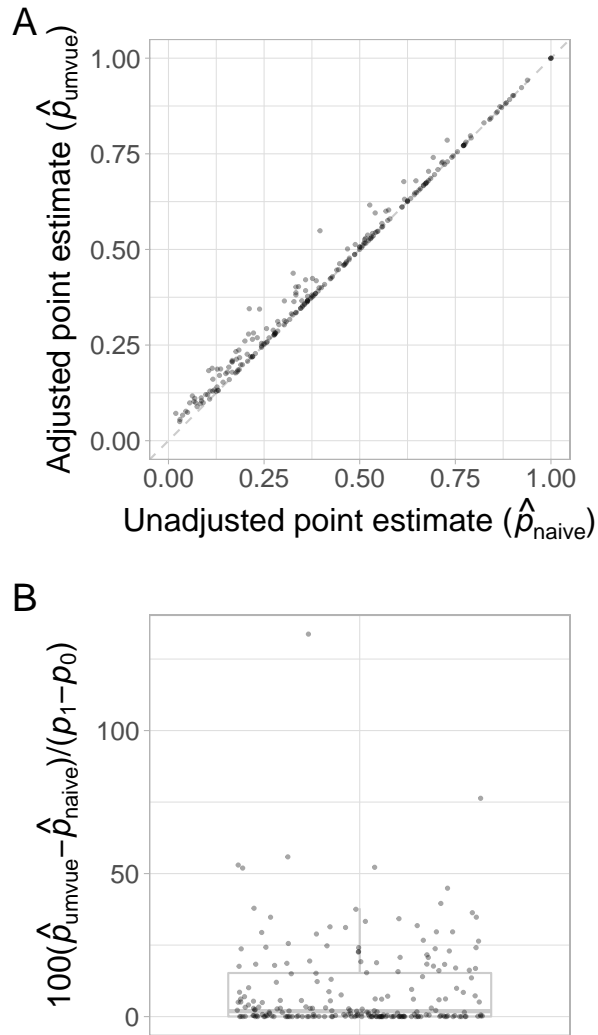 A
Adjusted point estimate (p̂umvue)
1.00
0.75
0.50
0.25
0.00
0.00 0.25 0.50 0.75 1.00
Unadjusted point estimate (p̂naive)
B
100(p̂umvue−p̂naive)/(p1−p0)
100
50
0